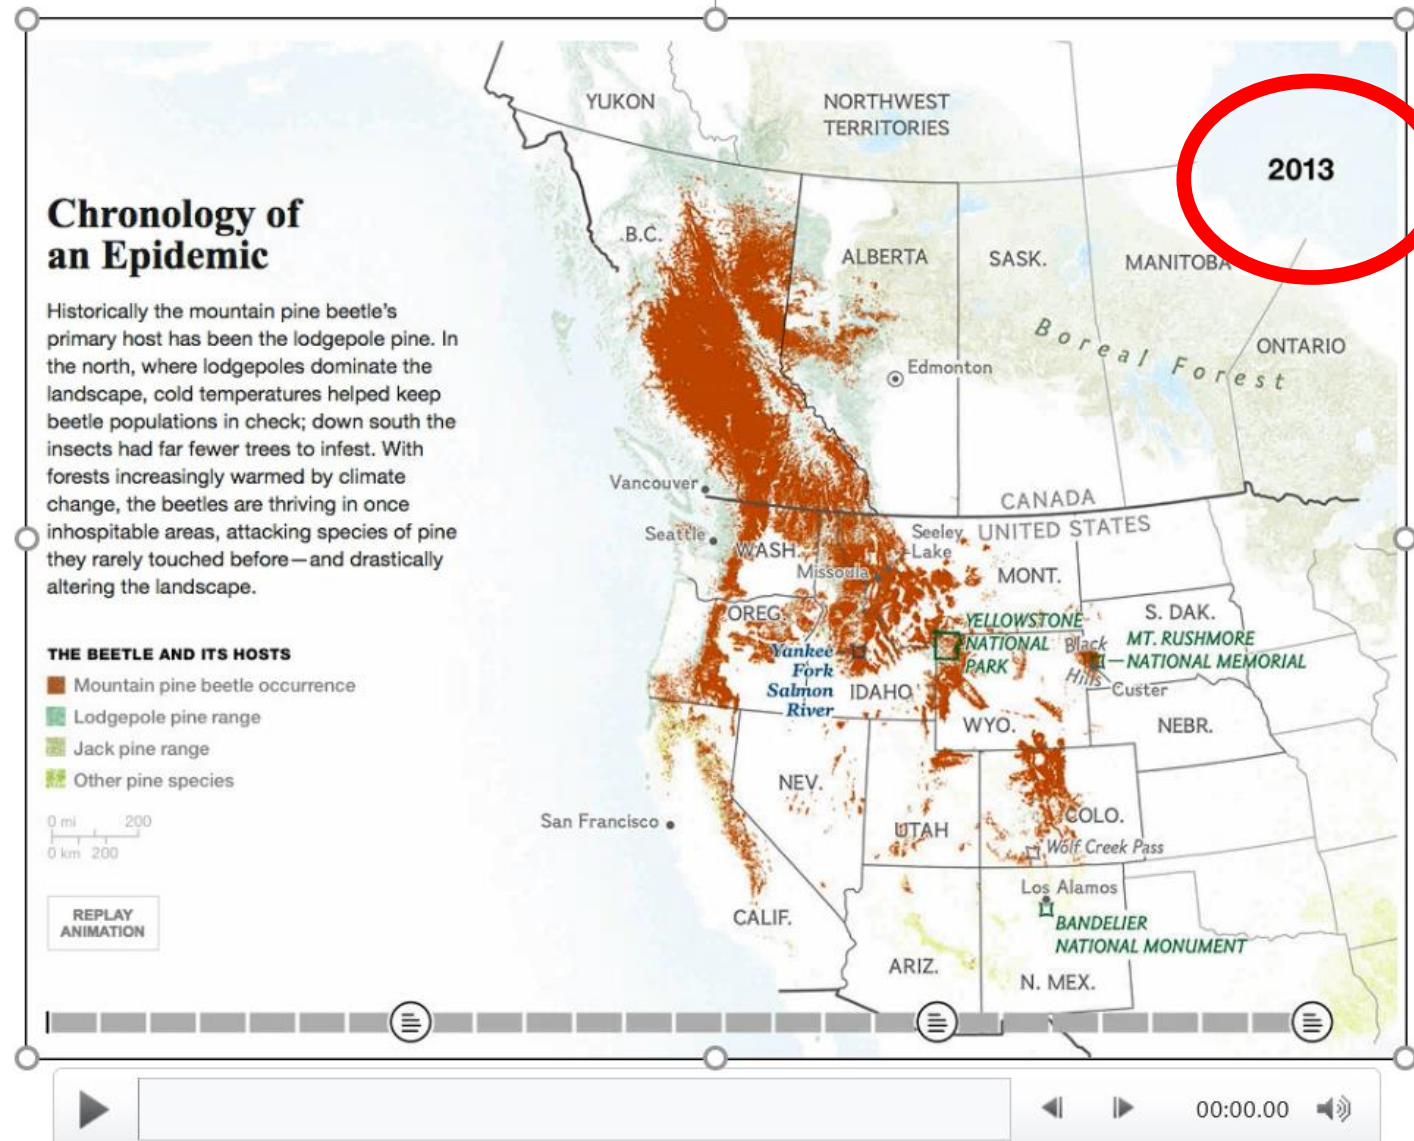 YUKON
NORTHWEST
TERRITORIES
2013
Chronology of
an Epidemic
B.C.
ALBERTA
SASK.
MANITOBA
Historically the mountain pine beetle's
primary host has been the lodgepole pine. In
the north, where lodgepoles dominate the
landscape, cold temperatures helped keep
beetle populations in check; down south the
insects had far fewer trees to infest. With
forests increasingly warmed by climate
change, the beetles are thriving in once
inhospitable areas, attacking species of pine
they rarely touched before—and drastically
altering the landscape.
Boreal Forest
ONTARIO
Edmonton
Vancouver
CANADA
UNITED STATES
Seattle
WASH.
Seeley
Lake
Missoula
MONT.
OREG.
YELLOWSTONE
NATIONAL
PARK
S. DAK.
Black
Hills
MT. RUSHMORE
NATIONAL MEMORIAL
Custer
Yankee
Fork
Salmon
River
IDAHO
WYO.
NEBR.
THE BEETLE AND ITS HOSTS
Mountain pine beetle occurrence
Lodgepole pine range
Jack pine range
Other pine species
0 mi 200
0 km 200
NEV.
UTAH
COLO.
San Francisco
Wolf Creek Pass
Los Alamos
BANDELIER
NATIONAL MONUMENT
CALIF.
ARIZ.
N. MEX.
REPLAY
ANIMATION
00:00.00